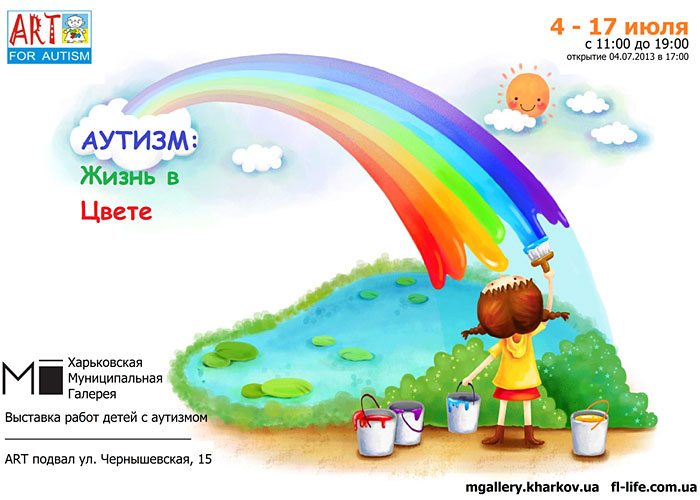 ART
FOR AUTISM
4 - 17 июля
с 11:00 до 19:00
открытие 04.07.2013 в 17:00
АУТИЗМ:
Жизнь в
Цвете
Харьковская
Муниципальная
Галерея
Выставка работ детей с аутизмом
ART подвал ул. Чернышевская, 15
mgallery.kharkov.ua fl-life.com.ua